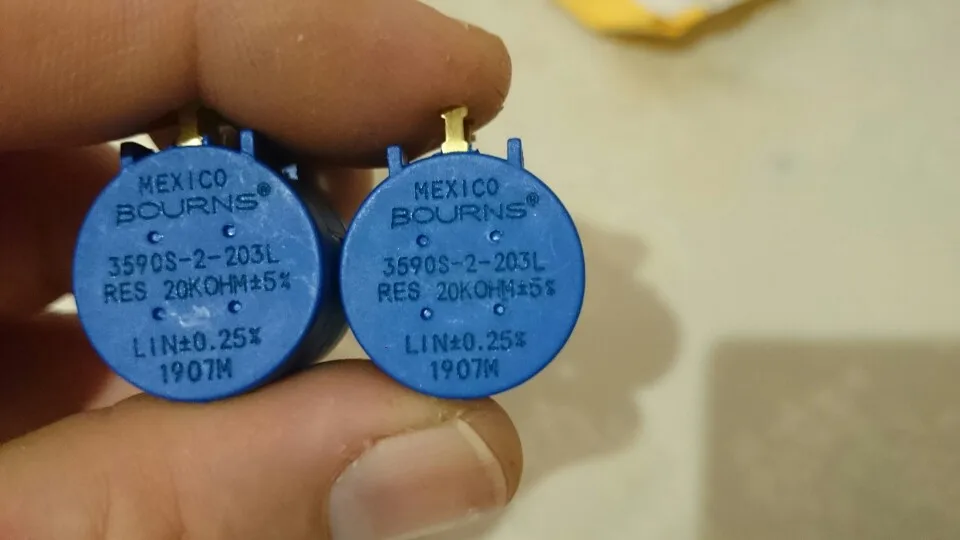 MEXICO
BOURNS®
3590S-2-203L
RES 20KOHM±5%
LIN±0.25%
1907M
MEXICO
BOURNS®
3590S-2-203L
RES 20KOHM±5%
LIN±0.25%
1907M